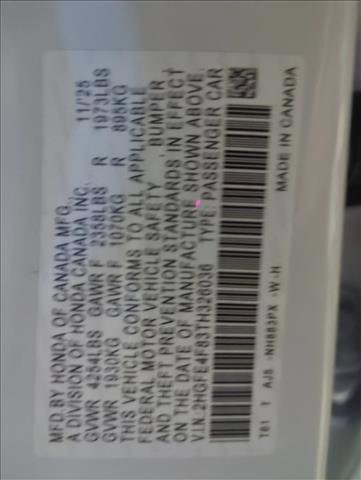 MFD.BY HONDA OF CANADA MFG.,
A DIVISION OF HONDA CANADA INC. 11/25
GVWR 4254LBS GAWR F 2358LBS R 1973LBS
GVWR 1930KG GAWR F 1070KG R 895KG
THIS VEHICLE CONFORMS TO ALL APPLICABLE
FEDERAL MOTOR VEHICLE SAFETY, BUMPER
AND THEFT PREVENTION STANDARDS IN EFFECT
ON THE DATE OF MANUFACTURE SHOWN ABOVE.
V.I.N. 2HGFE4F83TH326036 TYPE: PASSENGER CAR
T61 T AJ5 -NH883PX -W -H MADE IN CANADA